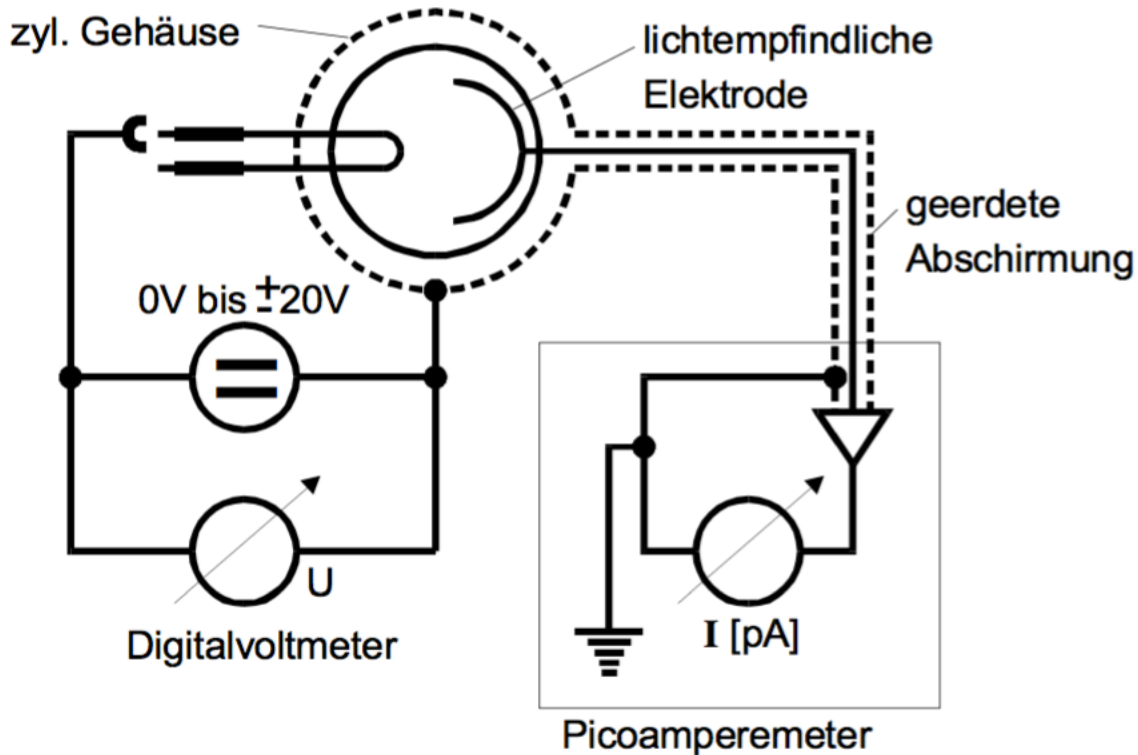 zyl. Gehäuse
lichtempfindliche
Elektrode
geerdete
Abschirmung
0V bis ±20V
U
Digitalvoltmeter
I [pA]
Picoamperemeter